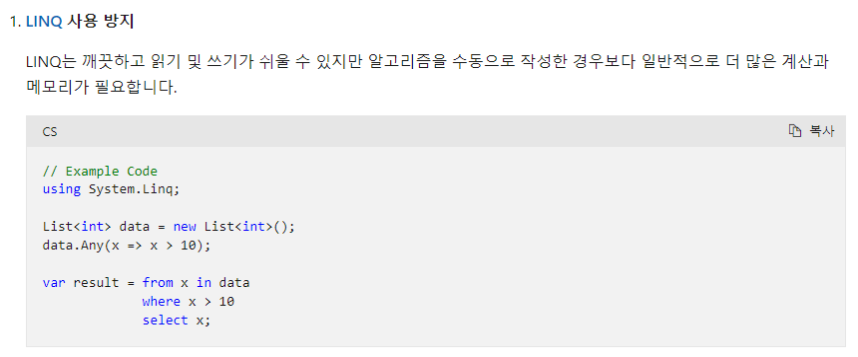 1. LINQ 사용 방지
LINQ는 깨끗하고 읽기 및 쓰기가 쉬울 수 있지만 알고리즘을 수동으로 작성한 경우보다 일반적으로 더 많은 계산과
메모리가 필요합니다.
CS 복사
// Example Code
using System.Linq;
List<int> data = new List<int>();
data.Any(x => x > 10);
var result = from x in data
where x > 10
select x;